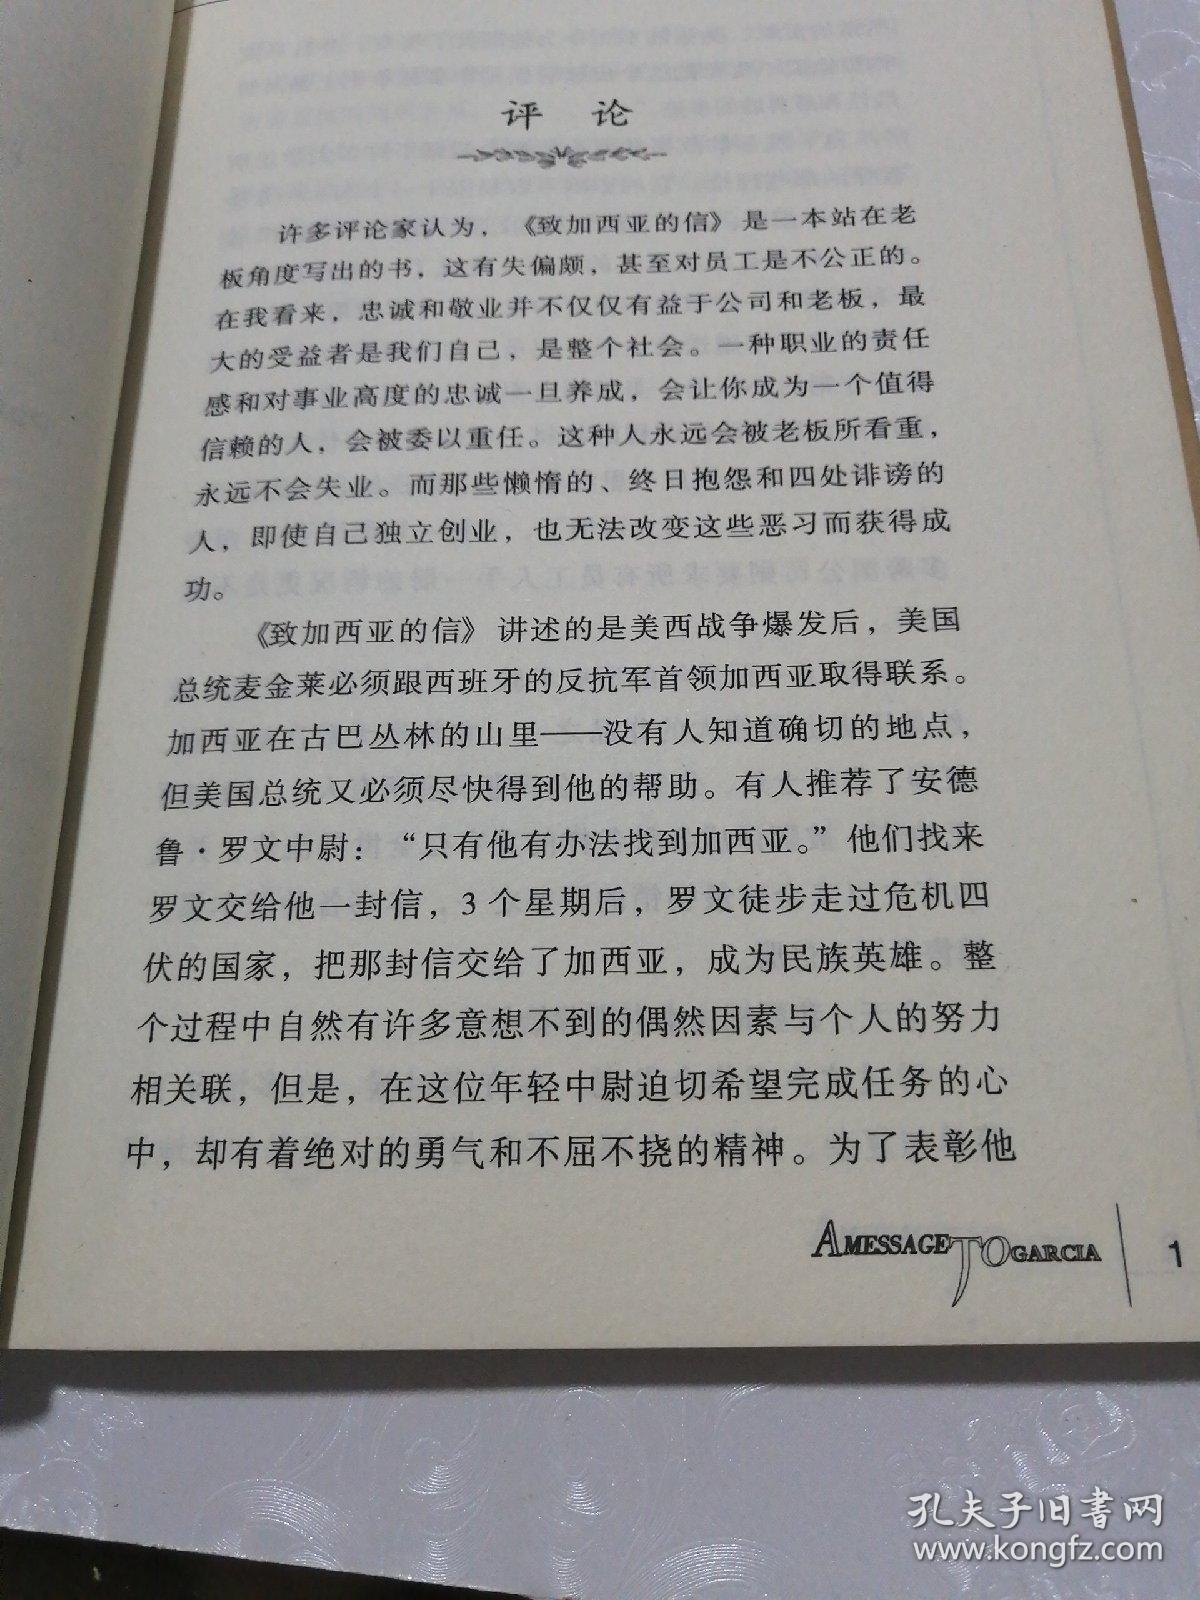 评 论
许多评论家认为，《致加西亚的信》是一本站在老
板角度写出的书，这有失偏颇，甚至对员工是不公正的。
在我看来，忠诚和敬业并不仅仅有益于公司和老板，最
大的受益者是我们自己，是整个社会。一种职业的责任
感和对事业高度的忠诚一旦养成，会让你成为一个值得
信赖的人，会被委以重任。这种人永远会被老板所看重，
永远不会失业。而那些懒惰的、终日抱怨和四处诽谤的
人，即使自己独立创业，也无法改变这些恶习而获得成
功。
《致加西亚的信》讲述的是美西战争爆发后，美国
总统麦金莱必须跟西班牙的反抗军首领加西亚取得联系。
加西亚在古巴丛林的山里——没有人知道确切的地点，
但美国总统又必须尽快得到他的帮助。有人推荐了安德
鲁·罗文中尉：“只有他有办法找到加西亚。”他们找来
罗文交给他一封信，3个星期后，罗文徒步走过危机四
伏的国家，把那封信交给了加西亚，成为民族英雄。整
个过程中自然有许多意想不到的偶然因素与个人的努力
相关联，但是，在这位年轻中尉迫切希望完成任务的心
中，却有着绝对的勇气和不屈不挠的精神。为了表彰他
A MESSAGE TO GARCIA 1
孔夫子旧书网
www.kongfz.com